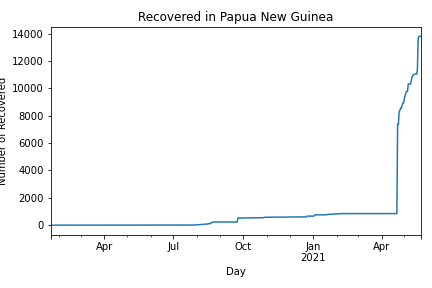 Recovered in Papua New Guinea
14000
12000
10000
8000
6000
4000
2000
0
Number of Recovered
Apr
Jul
Oct
Jan
2021
Apr
Day